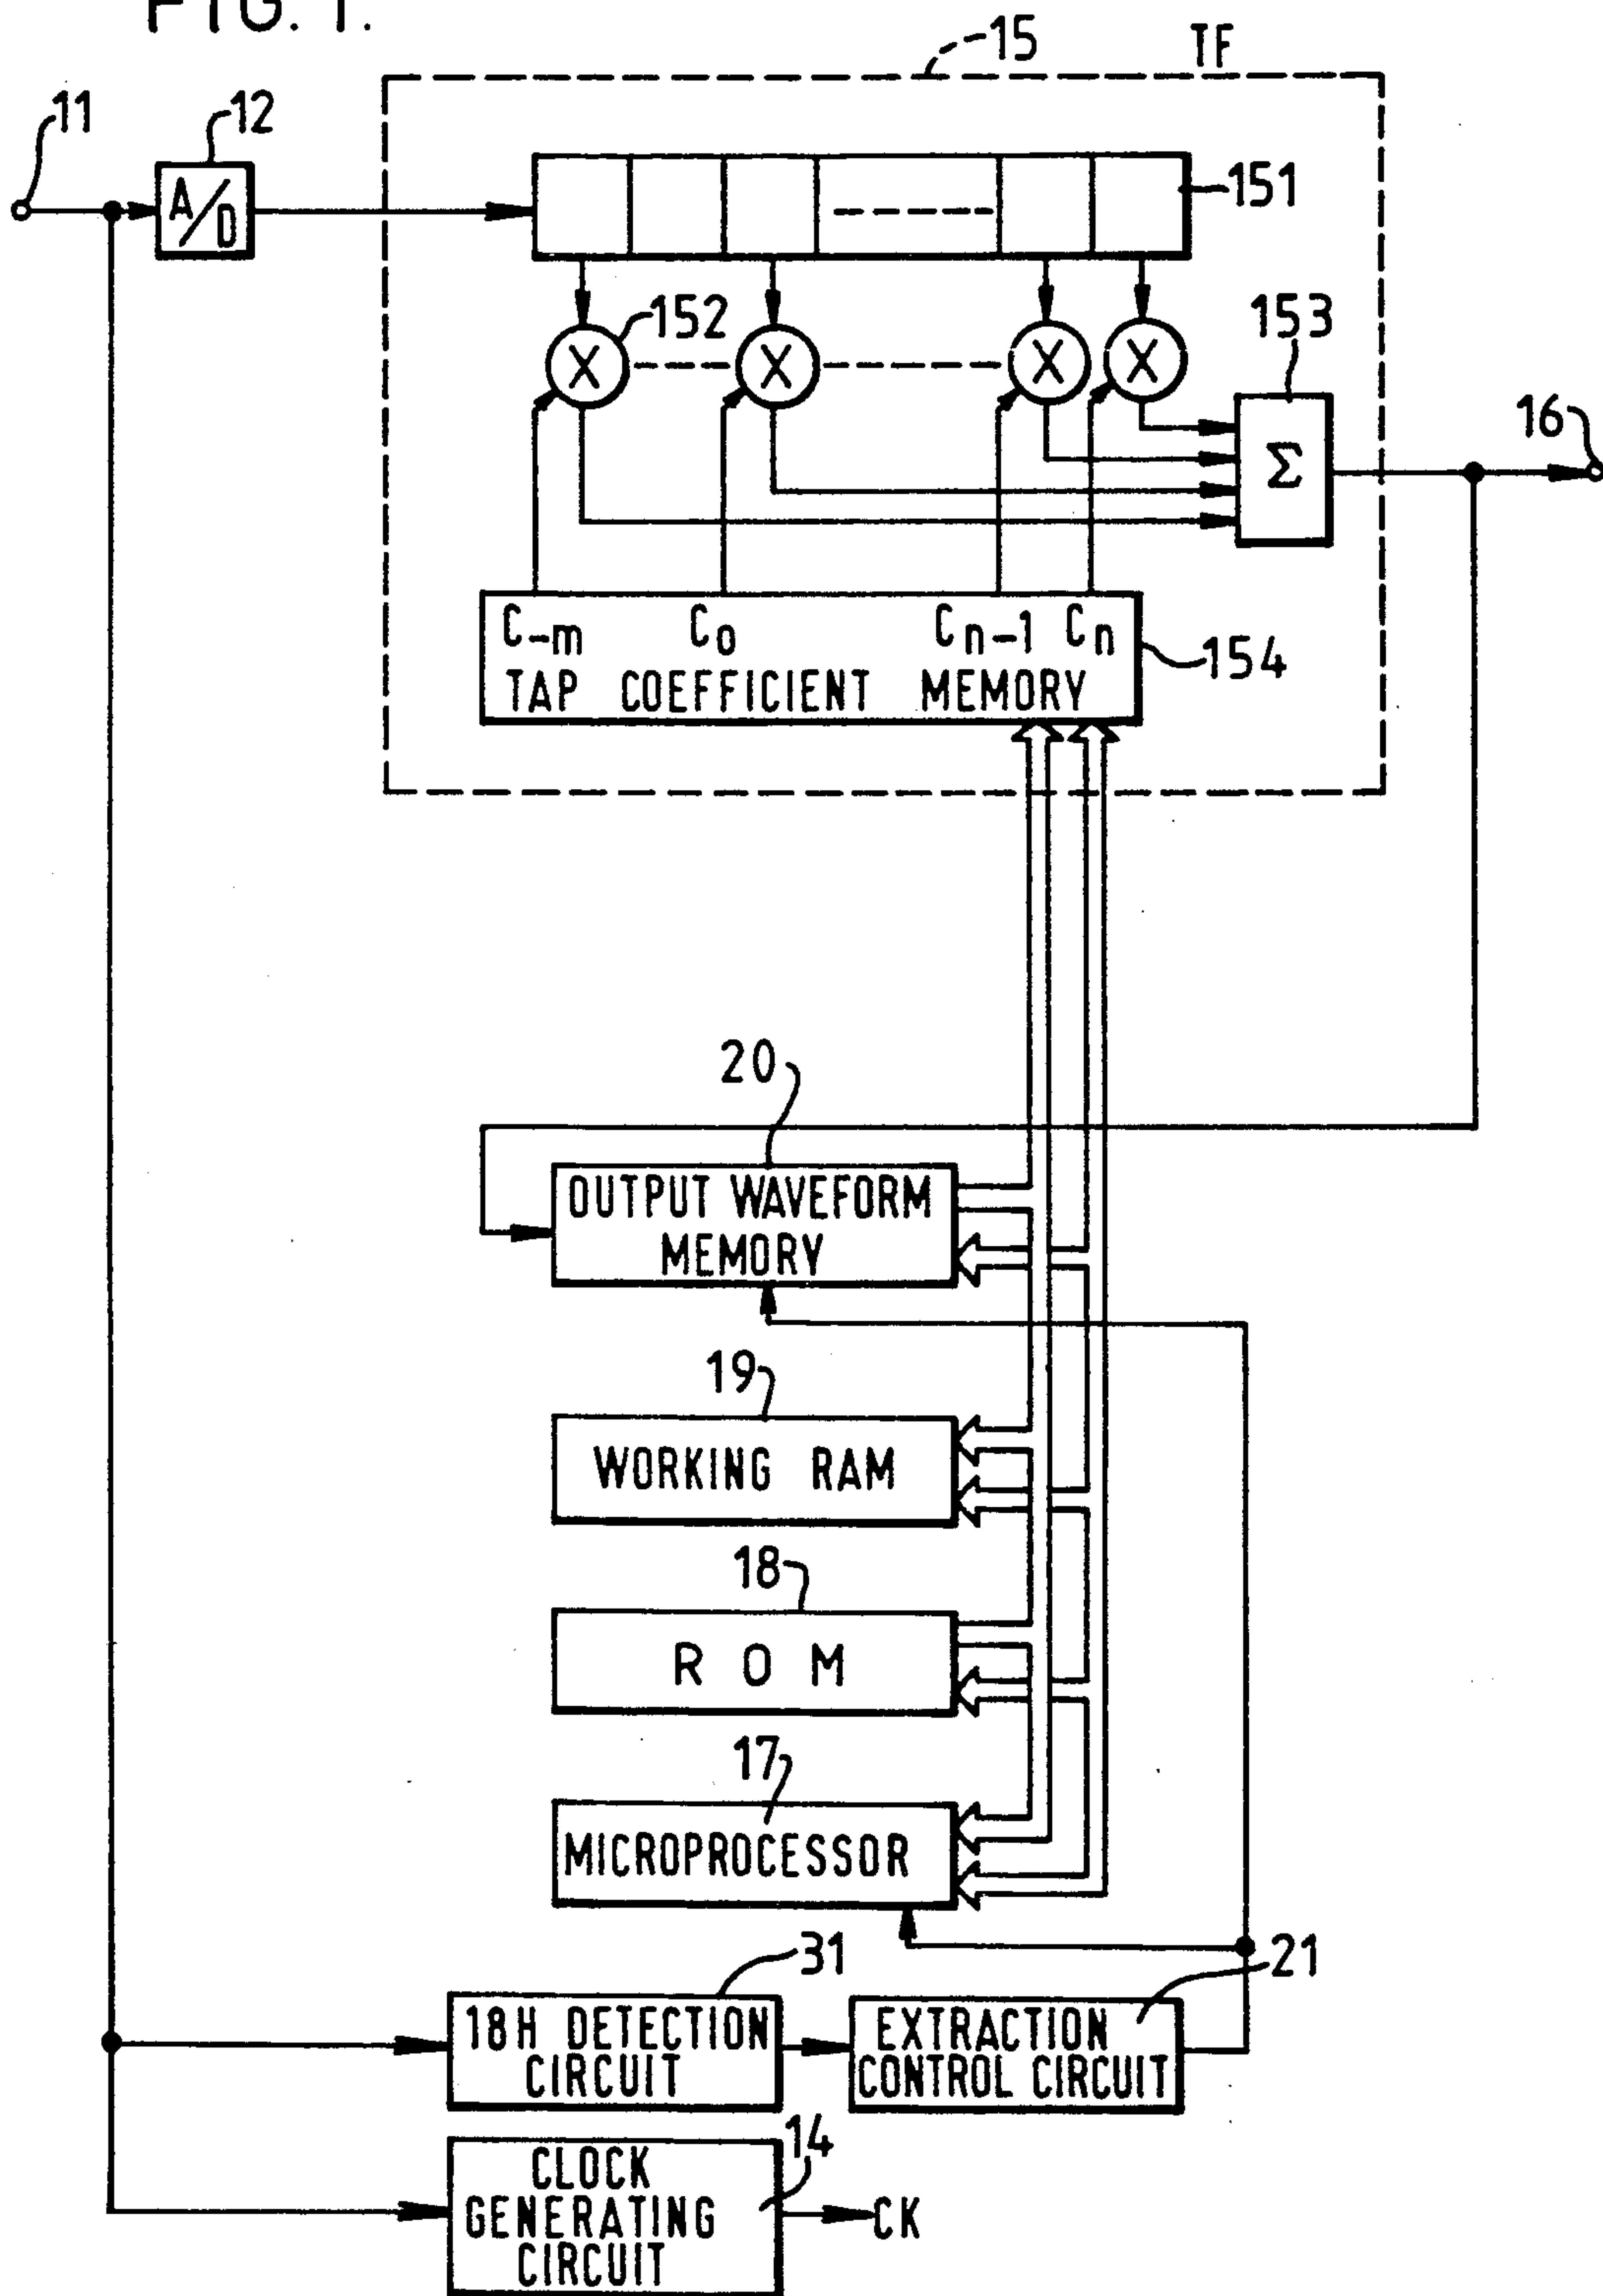 FIG. 1.
15
TF
11
12
A/D
151
152
153
X
X
X
X
Σ
16
C-m C0 Cn-1 Cn
TAP COEFFICIENT MEMORY
154
20
OUTPUT WAVEFORM
MEMORY
19
WORKING RAM
18
ROM
17
MICROPROCESSOR
31
21
18H DETECTION
CIRCUIT
EXTRACTION
CONTROL CIRCUIT
14
CLOCK
GENERATING
CIRCUIT
CK